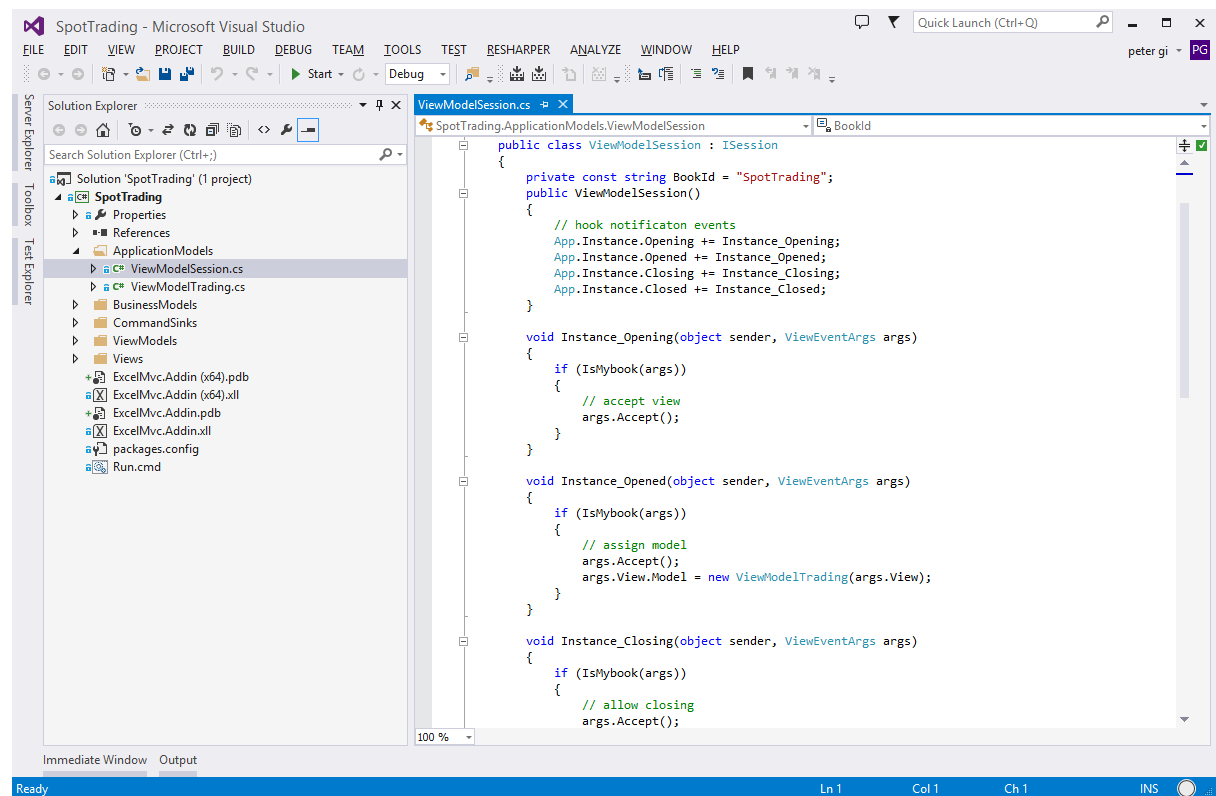 SpotTrading - Microsoft Visual Studio
Quick Launch (Ctrl+Q)
FILE EDIT VIEW PROJECT BUILD DEBUG TEAM TOOLS TEST RESHARPER ANALYZE WINDOW HELP
peter gi PG
Start Debug
Server Explorer
Toolbox
Test Explorer
Solution Explorer
Search Solution Explorer (Ctrl+;)
Solution 'SpotTrading' (1 project)
C# SpotTrading
Properties
References
ApplicationModels
C# ViewModelSession.cs
C# ViewModelTrading.cs
BusinessModels
CommandSinks
ViewModels
Views
ExcelMvc.Addin (x64).pdb
ExcelMvc.Addin (x64).xll
ExcelMvc.Addin.pdb
ExcelMvc.Addin.xll
packages.config
Run.cmd
ViewModelSession.cs
SpotTrading.ApplicationModels.ViewModelSession
BookId
public class ViewModelSession : ISession
{
private const string BookId = "SpotTrading";
public ViewModelSession()
{
// hook notificaton events
App.Instance.Opening += Instance_Opening;
App.Instance.Opened += Instance_Opened;
App.Instance.Closing += Instance_Closing;
App.Instance.Closed += Instance_Closed;
}
void Instance_Opening(object sender, ViewEventArgs args)
{
if (IsMybook(args))
{
// accept view
args.Accept();
}
}
void Instance_Opened(object sender, ViewEventArgs args)
{
if (IsMybook(args))
{
// assign model
args.Accept();
args.View.Model = new ViewModelTrading(args.View);
}
}
void Instance_Closing(object sender, ViewEventArgs args)
{
if (IsMybook(args))
{
// allow closing
args.Accept();
100 %
Immediate Window Output
Ready Ln 1 Col 1 Ch 1 INS